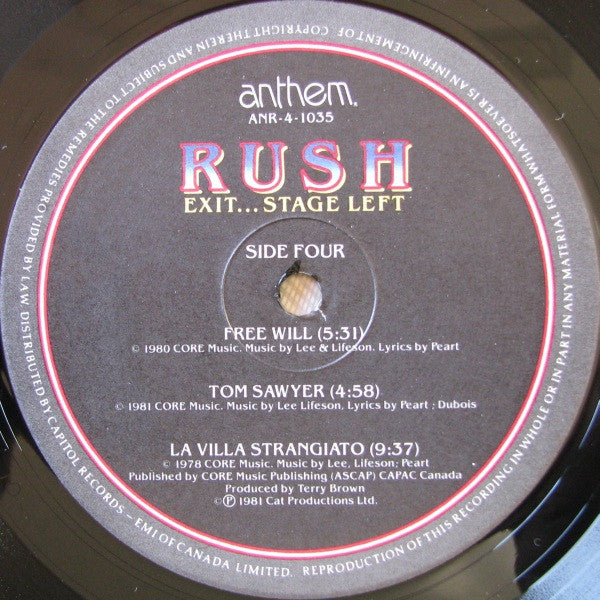 anthem.
ANR-4-1035
RUSH
EXIT...STAGE LEFT
SIDE FOUR
FREE WILL (5:31)
© 1980 CORE Music. Music by Lee & Lifeson. Lyrics by Peart
TOM SAWYER (4:58)
© 1981 CORE Music. Music by Lee Lifeson. Lyrics by Peart ; Dubois
LA VILLA STRANGIATO (9:37)
© 1978 CORE Music. Music by Lee, Lifeson; Peart
Published by CORE Music Publishing (ASCAP) CAPAC Canada
Produced by Terry Brown
©℗ 1981 Cat Productions Ltd.
DISTRIBUTED BY CAPITOL RECORDS – EMI OF CANADA LIMITED. REPRODUCTION OF THIS RECORDING IN WHOLE OR IN PART IN ANY MATERIAL FORM WHATSOEVER IS AN INFRINGEMENT OF COPYRIGHT THEREIN AND SUBJECT TO THE REMEDIES PROVIDED BY LAW.